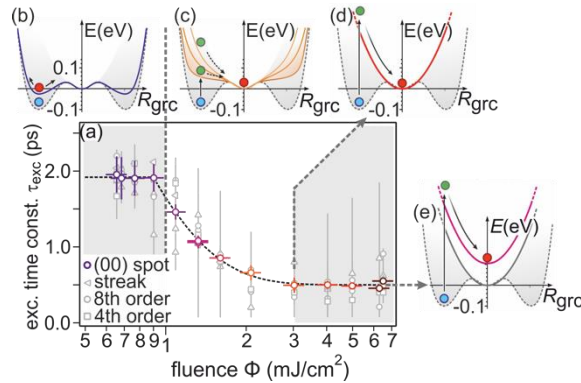 (b)
E(eV)
0.1
-0.1
R_grc
(c)
E(eV)
-0.1
R_grc
(d)
E(eV)
-0.1
R_grc
(a)
exc. time const. τ_exc (ps)
2.0
1.0
0.0
(00) spot
streak
8th order
4th order
5 6 7 8 9 1 2 3 4 5 6 7
fluence Φ (mJ/cm²)
(e)
E(eV)
-0.1
R_grc